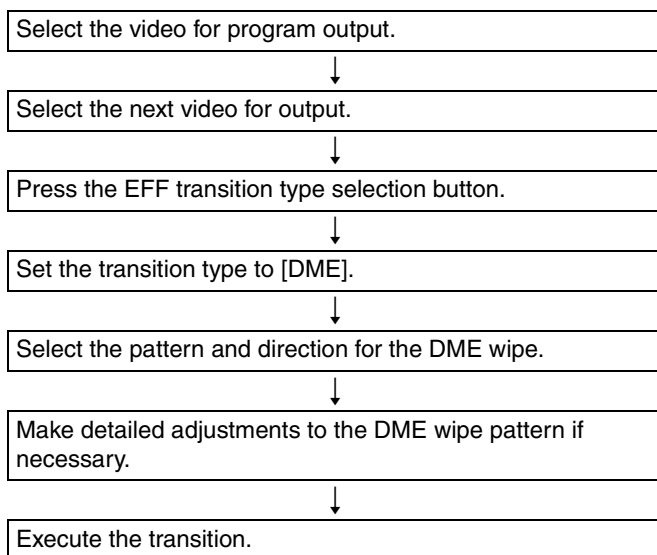 Select the video for program output.
Select the next video for output.
Press the EFF transition type selection button.
Set the transition type to [DME].
Select the pattern and direction for the DME wipe.
Make detailed adjustments to the DME wipe pattern if
necessary.
Execute the transition.